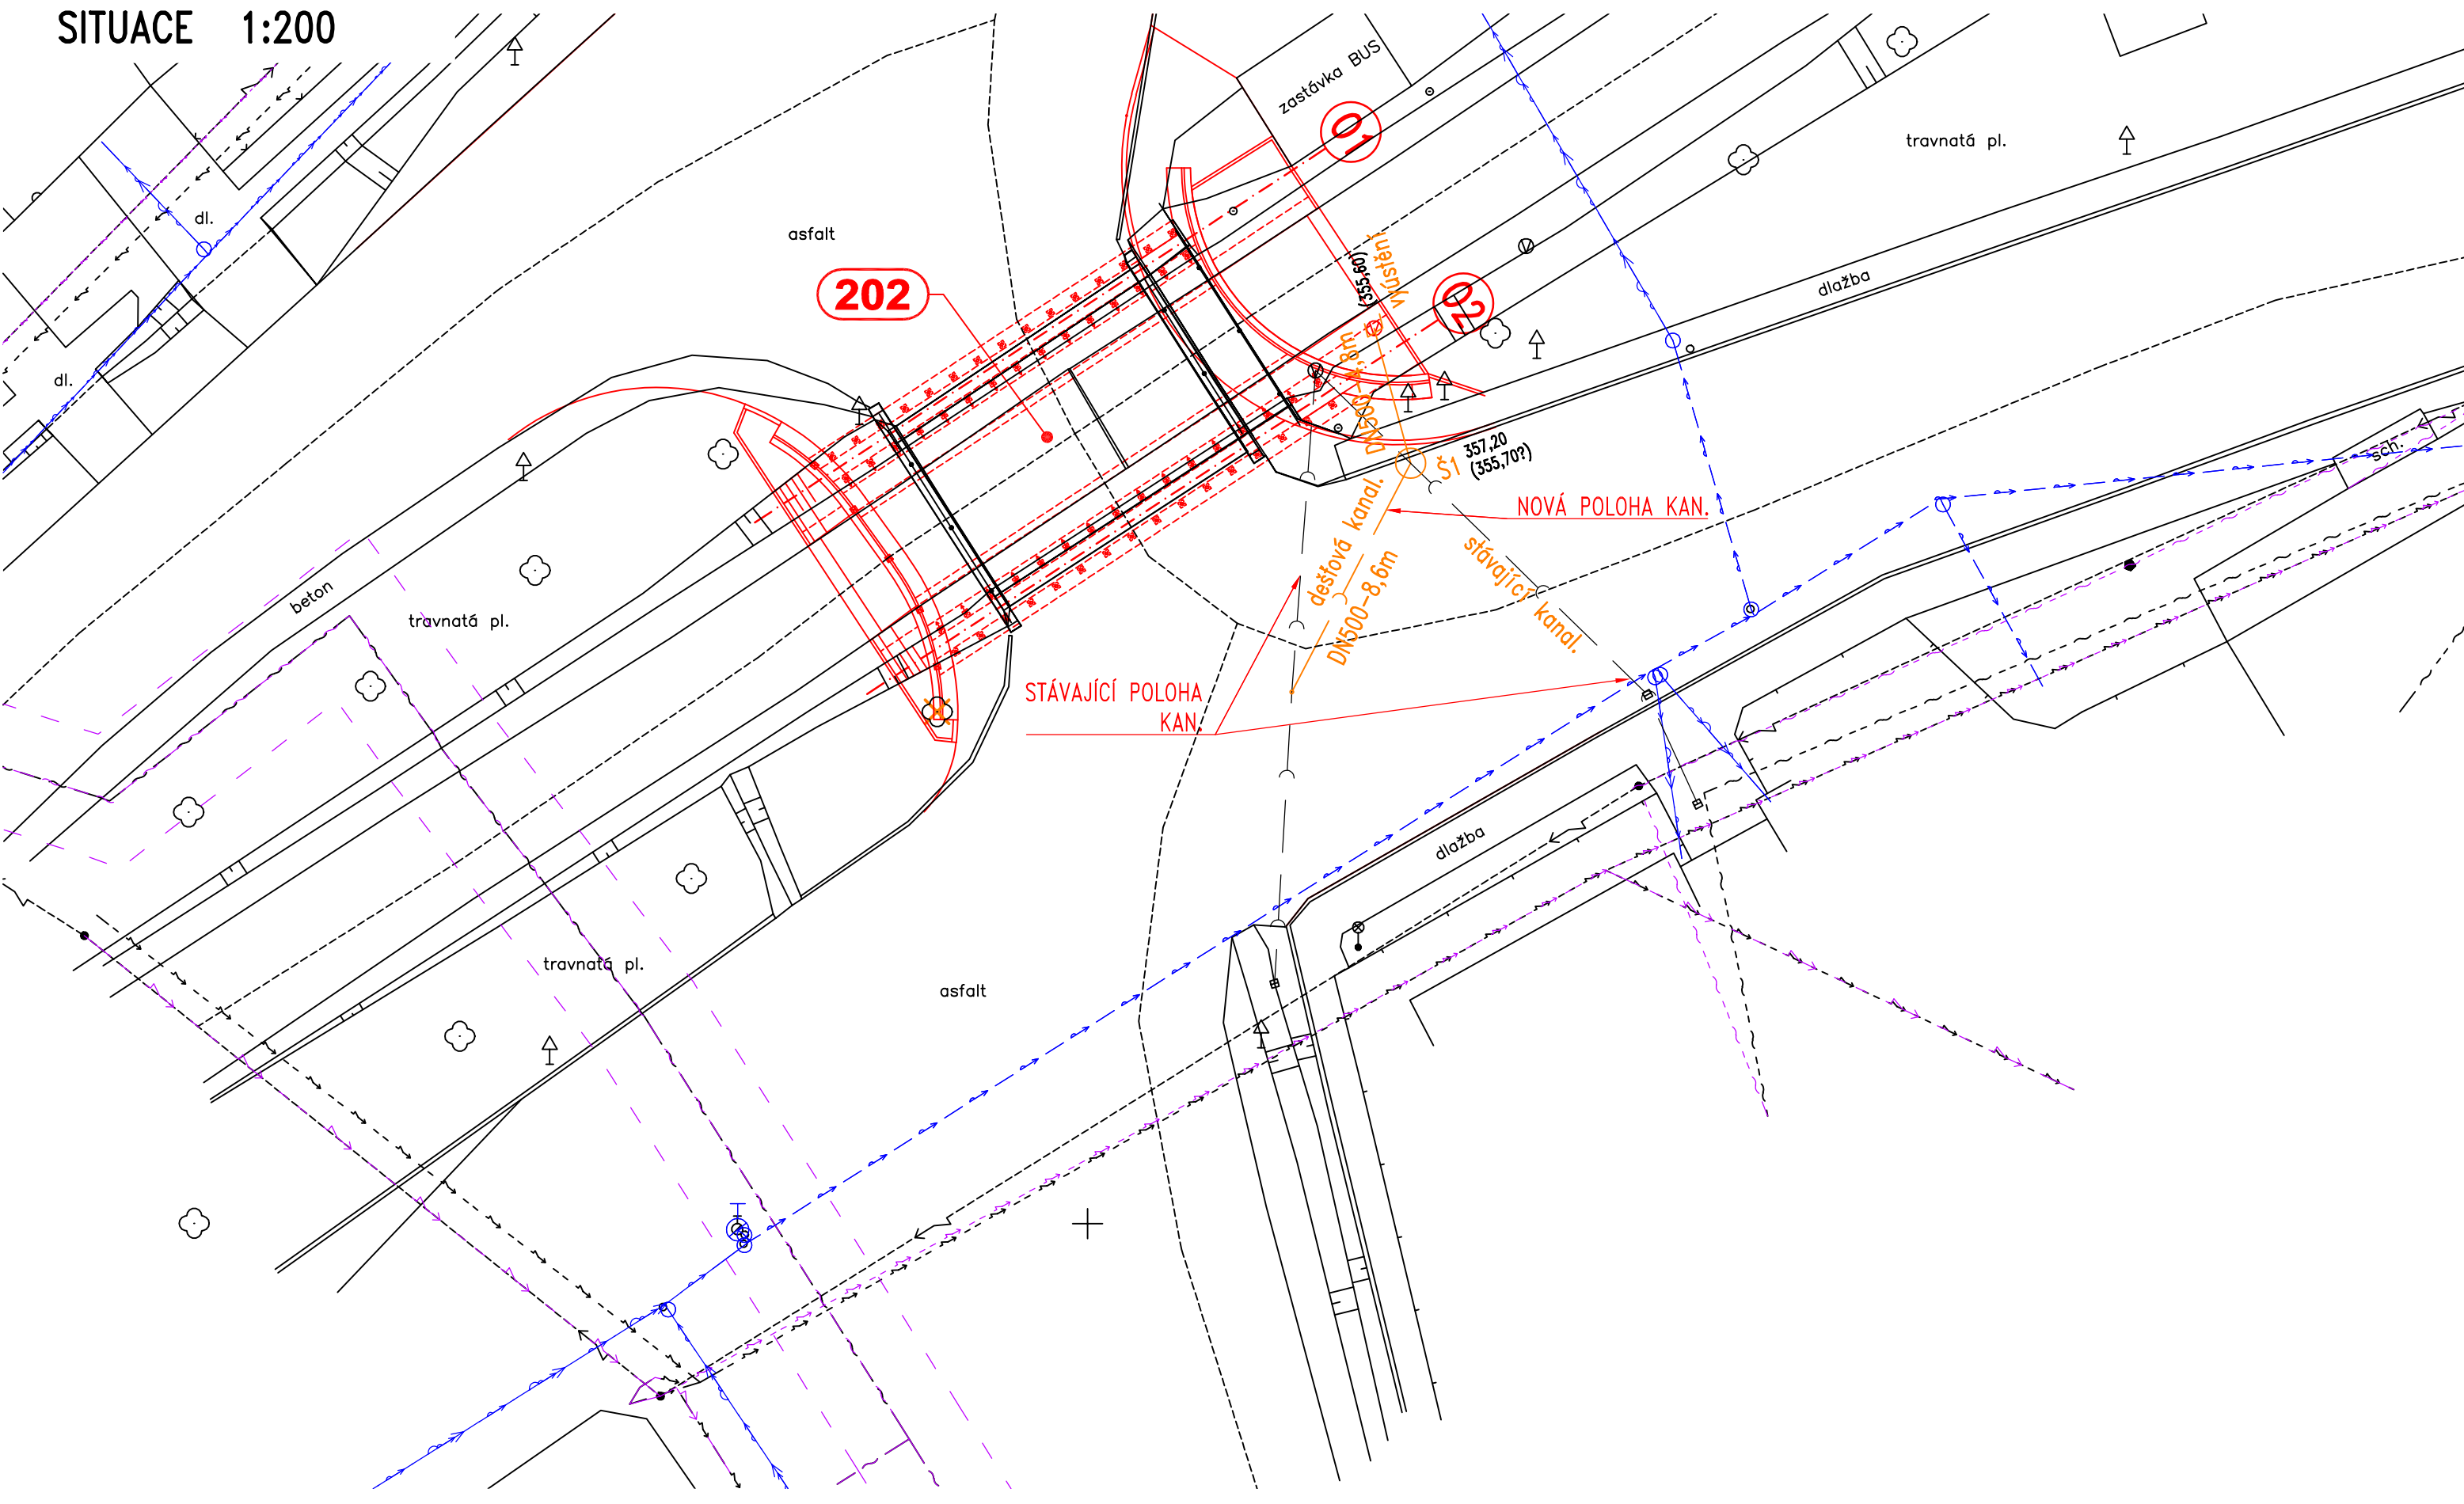 SITUACE 1:200
zastávka BUS
01
travnatá pl.
dl.
asfalt
202
(355,60)
vyústění
02
dlažba
dl.
DN500-4,8m
Š1
357,20
(355,70?)
sch.
NOVÁ POLOHA KAN.
dešťová kanal.
DN500-8,6m
stávající kanal.
beton
travnatá pl.
STÁVAJÍCÍ POLOHA
KAN.
dlažba
travnatá pl.
asfalt